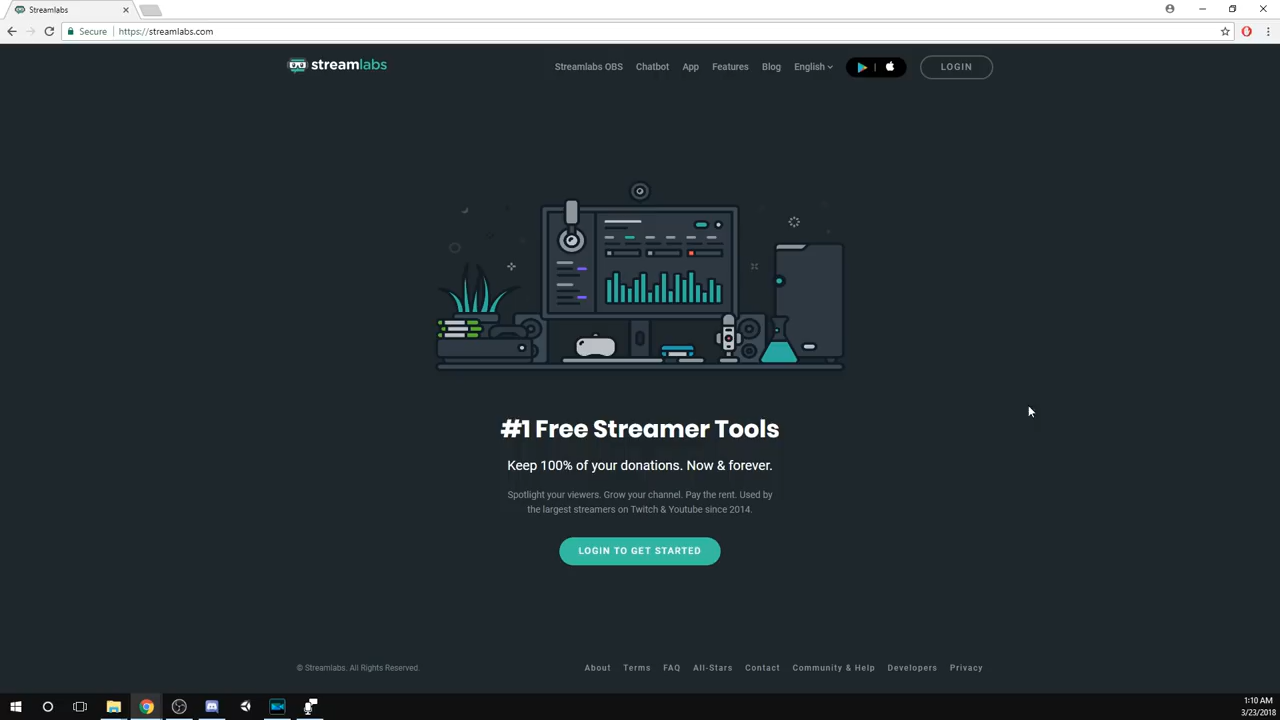 Streamlabs
Secure
https://streamlabs.com
streamlabs
Streamlabs OBS
Chatbot
App
Features
Blog
English
LOGIN
#1 Free Streamer Tools
Keep 100% of your donations. Now & forever.
Spotlight your viewers. Grow your channel. Pay the rent. Used by
the largest streamers on Twitch & Youtube since 2014.
LOGIN TO GET STARTED
© Streamlabs. All Rights Reserved
About
Terms
FAQ
All-Stars
Contact
Community & Help
Developers
Privacy
1:10 AM
3/23/2018